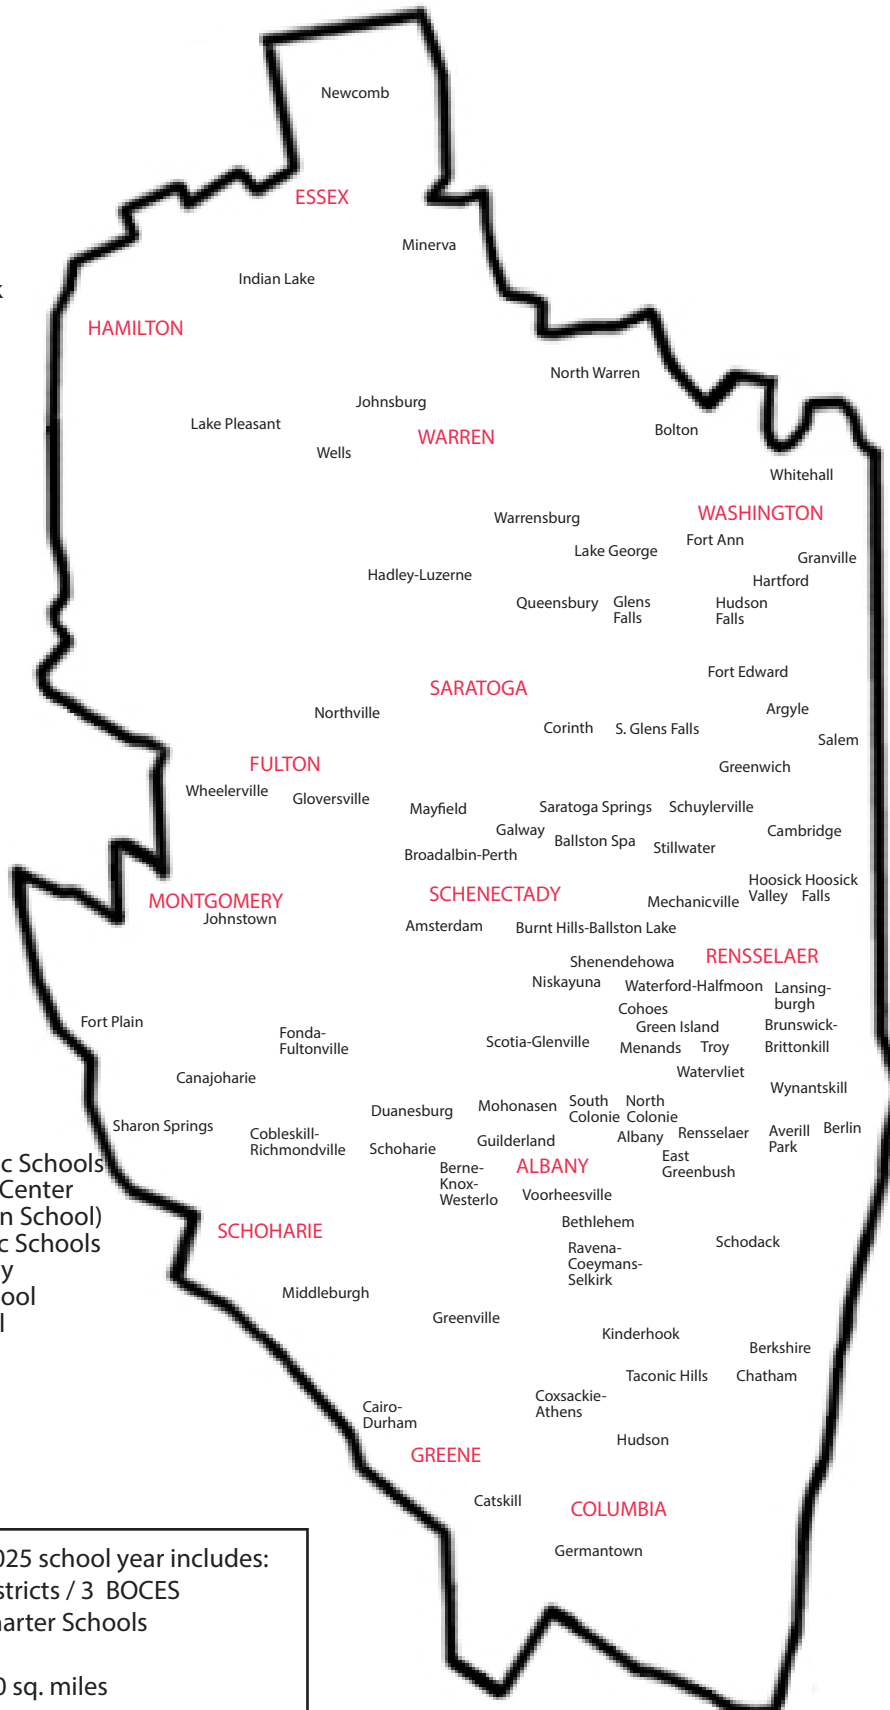 Newcomb
ESSEX
Minerva
Indian Lake
k
HAMILTON
North Warren
Johnsburg
Lake Pleasant
Bolton
WARREN
Wells
Whitehall
WASHINGTON
Warrensburg
Fort Ann
Lake George
Granville
Hadley-Luzerne
Hartford
Queensbury
Glens
Falls
Hudson
Falls
Fort Edward
SARATOGA
Northville
Argyle
Corinth
S. Glens Falls
Salem
FULTON
Greenwich
Wheelerville
Gloversville
Mayfield
Saratoga Springs
Schuylerville
Galway
Ballston Spa
Cambridge
Stillwater
Broadalbin-Perth
Hoosick
Valley
Hoosick
Falls
MONTGOMERY
SCHENECTADY
Mechanicville
Johnstown
Amsterdam
Burnt Hills-Ballston Lake
RENSSELAER
Shenendehowa
Niskayuna
Waterford-Halfmoon
Lansing-
burgh
Cohoes
Fort Plain
Green Island
Brunswick-
Brittonkill
Fonda-
Fultonville
Scotia-Glenville
Menands
Troy
Watervliet
Canajoharie
Wynantskill
Duanesburg
Mohonasen
South
Colonie
North
Colonie
Sharon Springs
Cobleskill-
Richmondville
Schoharie
Guilderland
Albany
Rensselaer
Averill
Park
Berlin
East
Greenbush
c Schools
Center
n School)
c Schools
y
ool
l
Berne-
Knox-
Westerlo
ALBANY
Voorheesville
SCHOHARIE
Bethlehem
Schodack
Ravena-
Coeymans-
Selkirk
Middleburgh
Greenville
Kinderhook
Berkshire
Taconic Hills
Chatham
Coxsackie-
Athens
Cairo-
Durham
Hudson
GREENE
Catskill
COLUMBIA
Germantown
025 school year includes:
stricts / 3 BOCES
harter Schools
0 sq. miles